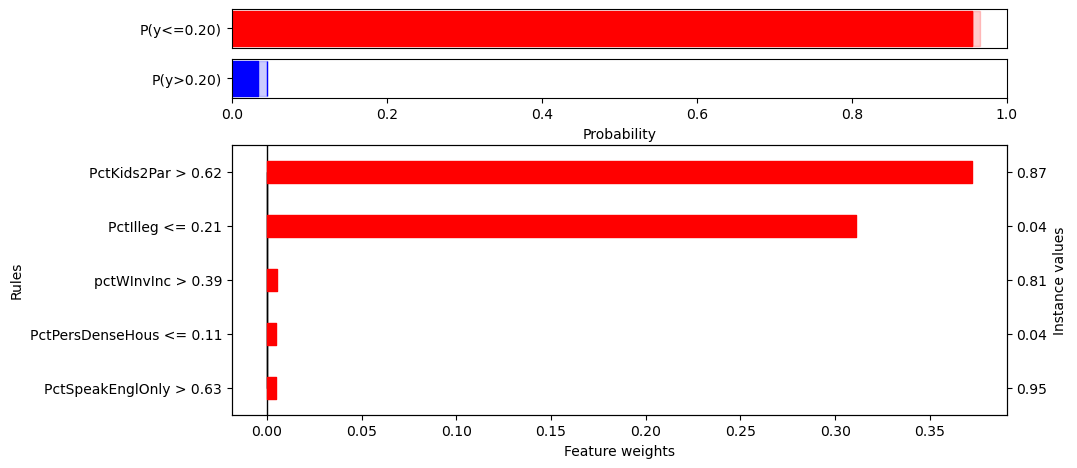 P(y<=0.20)
P(y>0.20)
0.0 0.2 0.4 0.6 0.8 1.0
Probability
PctKids2Par > 0.62 0.87
PctIlleg <= 0.21 0.04
pctWInvInc > 0.39 0.81
PctPersDenseHous <= 0.11 0.04
PctSpeakEnglOnly > 0.63 0.95
Rules
Instance values
0.00 0.05 0.10 0.15 0.20 0.25 0.30 0.35
Feature weights